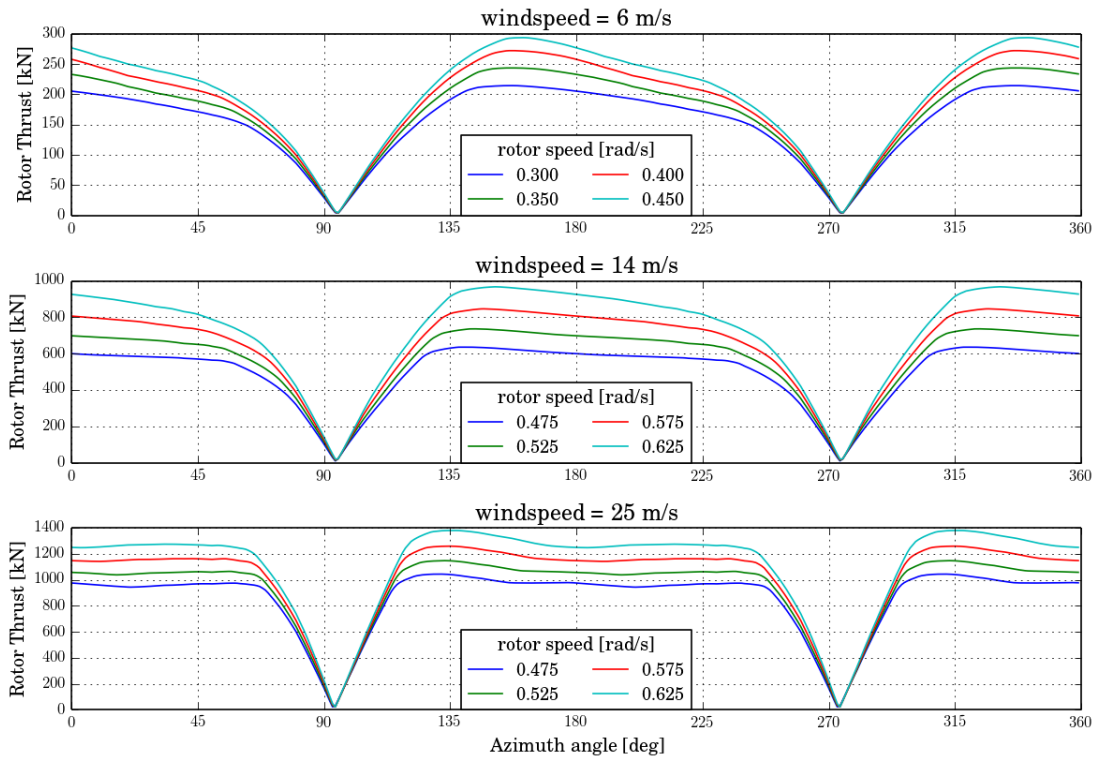 windspeed = 6 m/s
Rotor Thrust [kN]
300
250
200
150
100
50
0
rotor speed [rad/s]
0.300 0.400
0.350 0.450
0 45 90 135 180 225 270 315 360
windspeed = 14 m/s
Rotor Thrust [kN]
1000
800
600
400
200
0
rotor speed [rad/s]
0.475 0.575
0.525 0.625
0 45 90 135 180 225 270 315 360
windspeed = 25 m/s
Rotor Thrust [kN]
1400
1200
1000
800
600
400
200
0
rotor speed [rad/s]
0.475 0.575
0.525 0.625
0 45 90 135 180 225 270 315 360
Azimuth angle [deg]